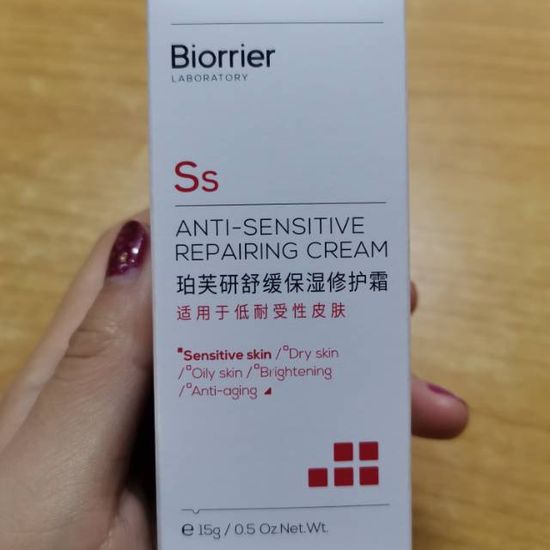 Biorrier
LABORATORY
Ss
ANTI-SENSITIVE
REPAIRING CREAM
珀芙研舒缓保湿修护霜
适用于低耐受性皮肤
Sensitive skin / Dry skin
/ Oily skin / Brightening
/ Anti-aging
e 15g / 0.5 Oz.Net.Wt.